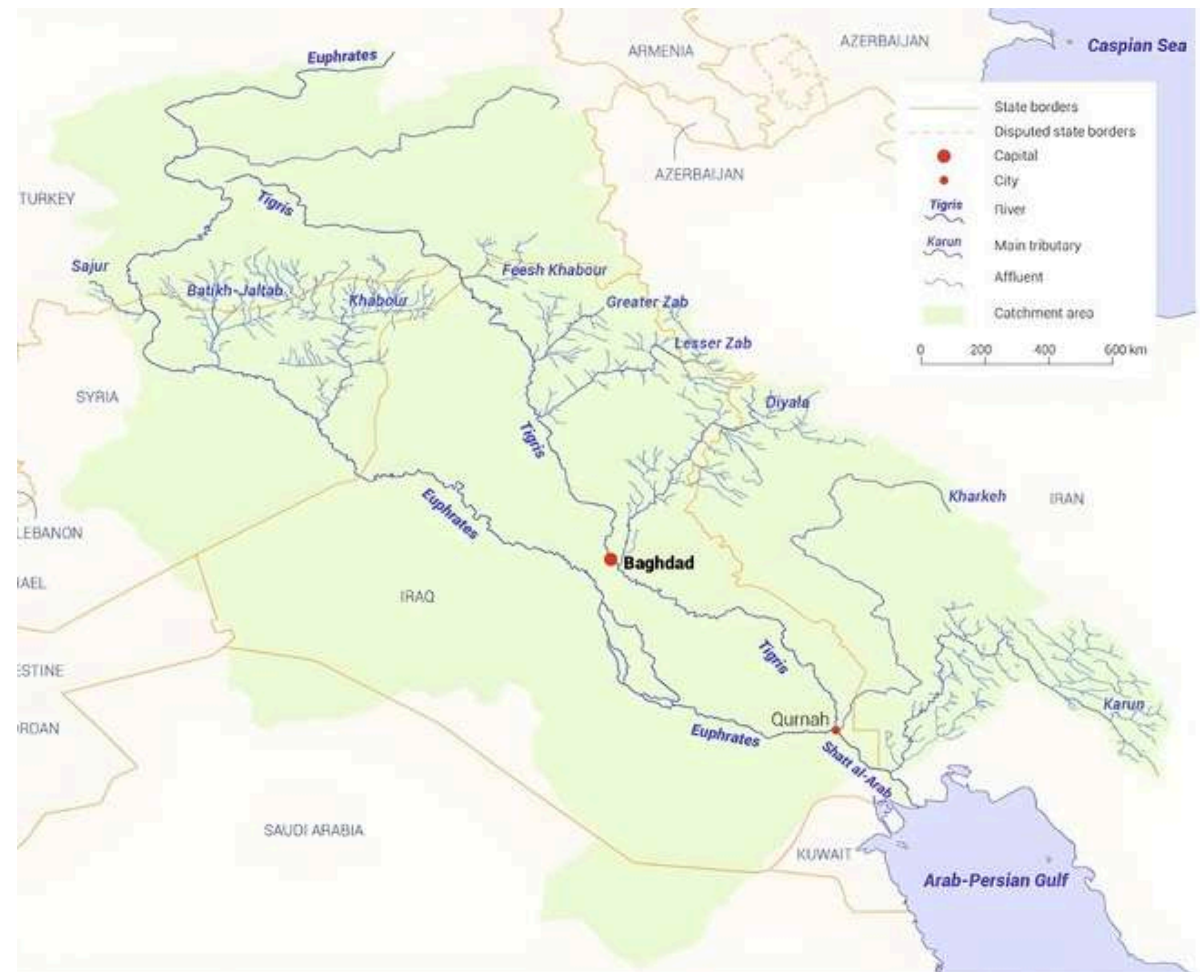 Euphrates
ARMENIA
AZERBAIJAN
Caspian Sea
State borders
Disputed state borders
Capital
City
Tigris
River
Karun
Main tributary
Affluent
Catchment area
0 200 400 600 km
AZERBAIJAN
TURKEY
Tigris
Sajur
Batikh-Jaltab
Khabour
Feesh Khabour
Greater Zab
Lesser Zab
SYRIA
Diyala
Tigris
Kharkeh
IRAN
Euphrates
LEBANON
Baghdad
AEL
IRAQ
Tigris
ESTINE
Karun
Qurnah
RDAN
Euphrates
Shatt al-Arab
SAUDI ARABIA
KUWAIT
Arab-Persian Gulf